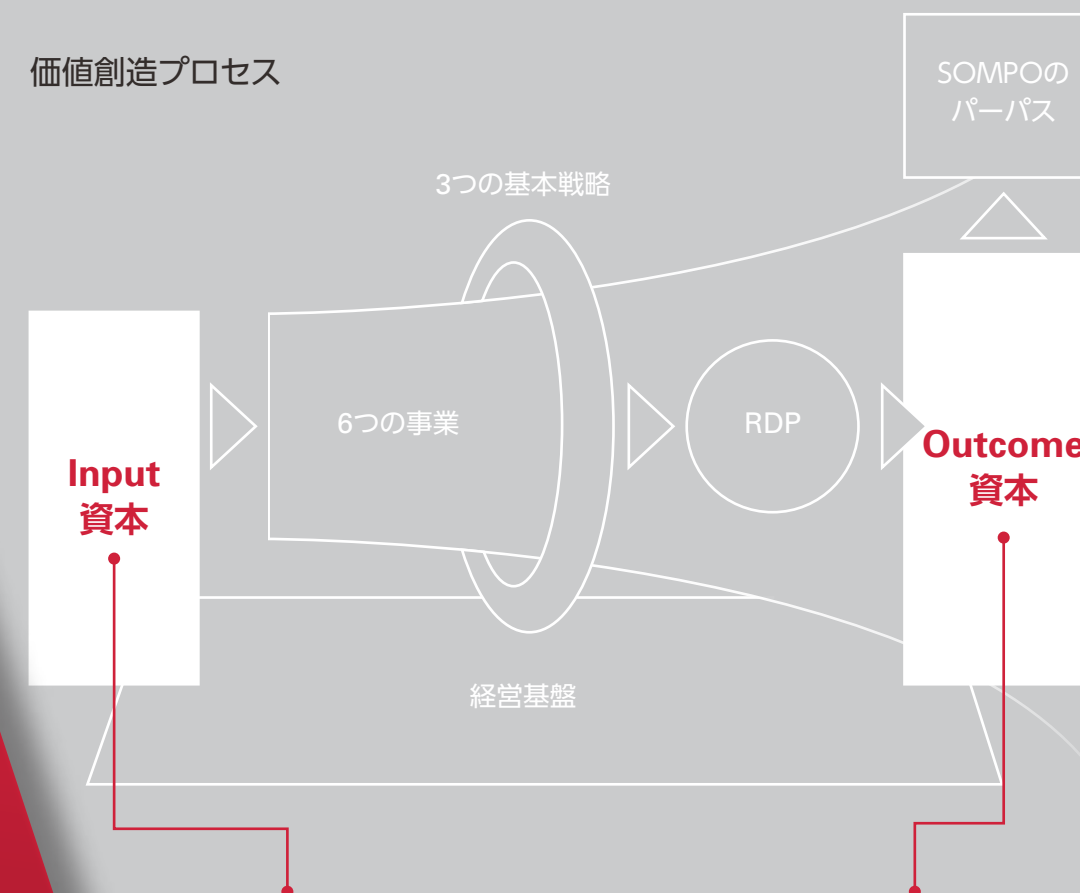 価値創造プロセス
SOMPOの
パーパス
3つの基本戦略
6つの事業
RDP
Input
資本
Outcome
資本
経営基盤